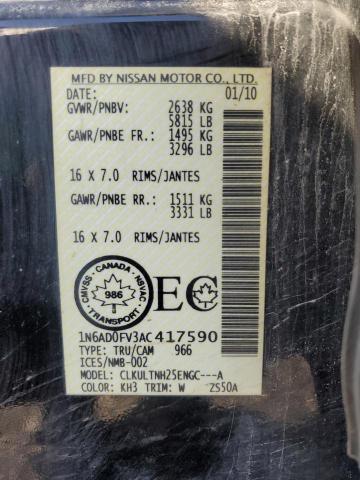 MFD BY NISSAN MOTOR CO., LTD.
DATE: 01/10
GVWR/PNBV: 2638 KG
5815 LB
GAWR/PNBE FR.: 1495 KG
3296 LB
16 X 7.0 RIMS/JANTES
GAWR/PNBE RR.: 1511 KG
3331 LB
16 X 7.0 RIMS/JANTES
CANADA
CMVSS NSVAC
986
EC
1N6AD0FV3AC417590
TYPE: TRU/CAM 966
ICES/NMB-002
MODEL: CLKULTNH25ENGC---A
COLOR: KH3 TRIM: W ZS50A